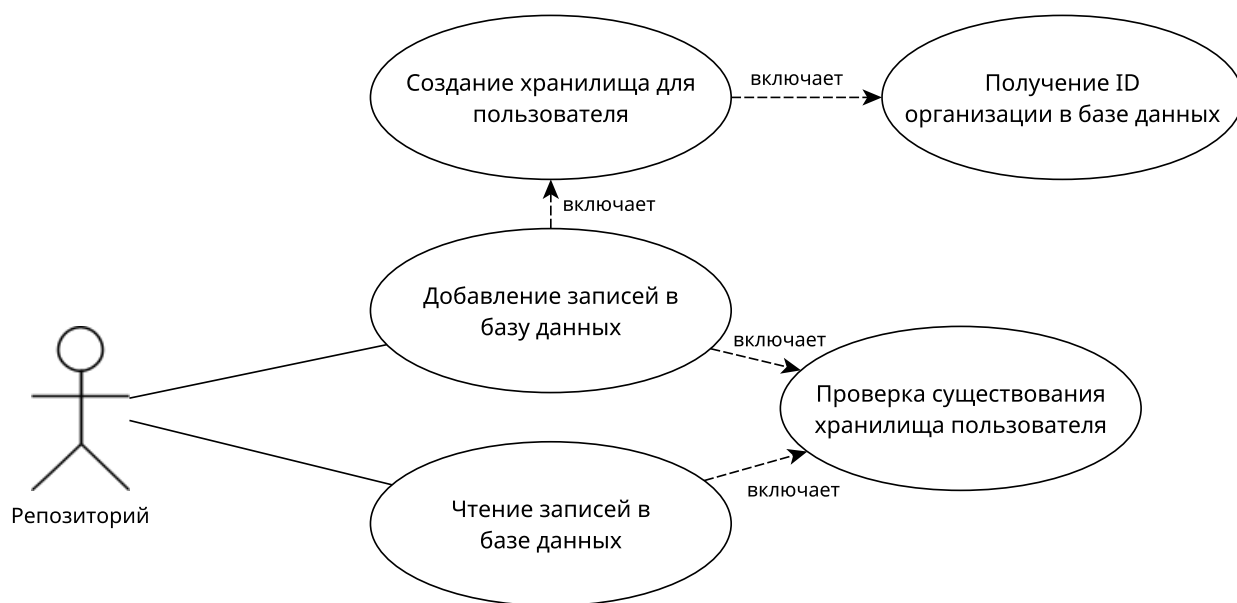 Создание хранилища для
пользователя
включает
Получение ID
организации в базе данных
включает
Добавление записей в
базу данных
включает
Проверка существования
хранилища пользователя
включает
Чтение записей в
базе данных
Репозиторий